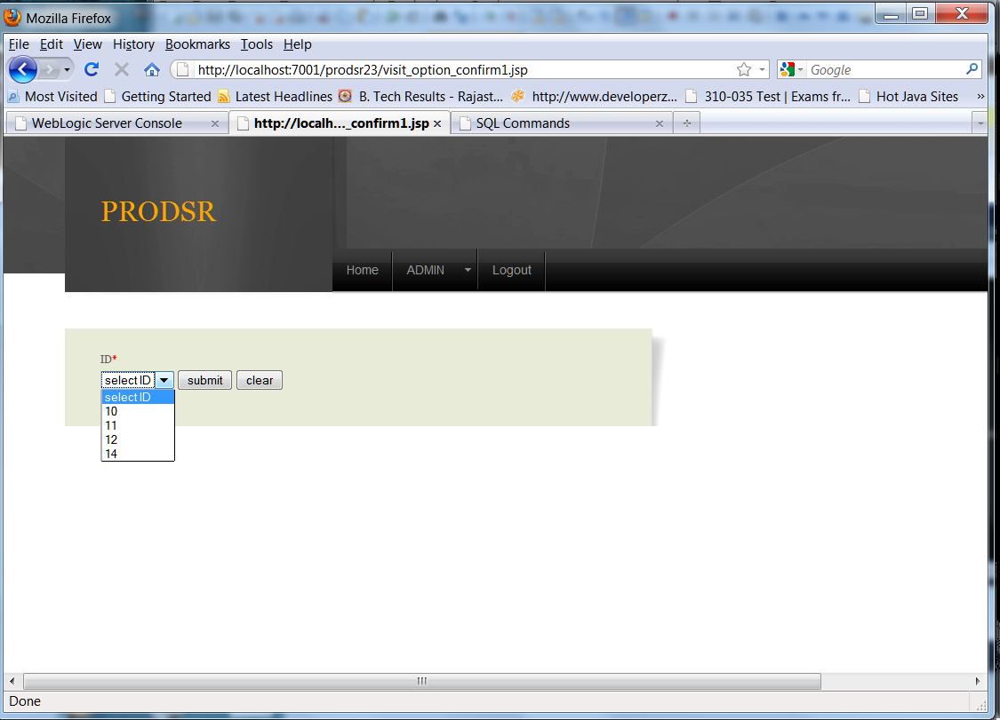 Mozilla Firefox
File Edit View History Bookmarks Tools Help
http://localhost:7001/prodsr23/visit_option_confirm1.jsp
Google
Most Visited Getting Started Latest Headlines B. Tech Results - Rajast... http://www.developerz... 310-035 Test | Exams fr... Hot Java Sites »
WebLogic Server Console http://localh..._confirm1.jsp SQL Commands
PRODSR
Home ADMIN Logout
ID*
select ID submit clear
select ID
10
11
12
14
Done